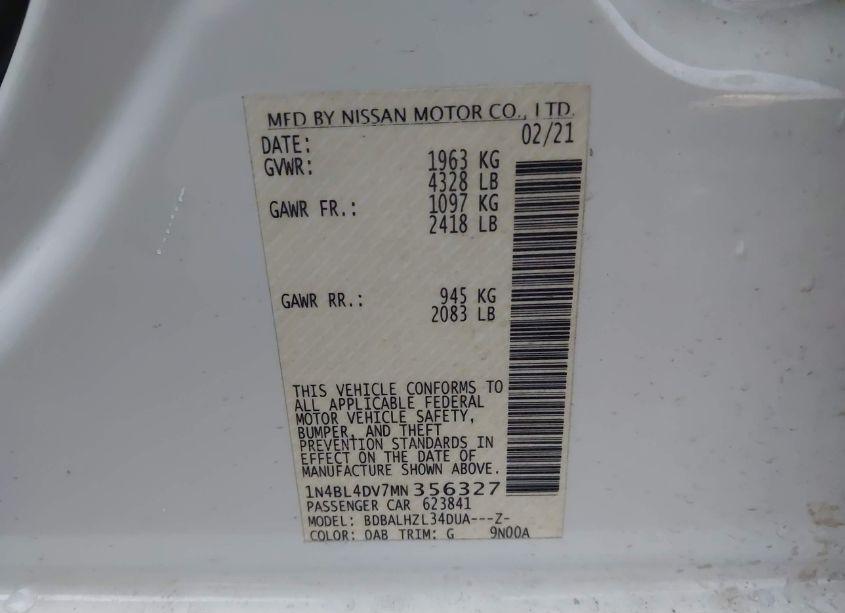 MFD BY NISSAN MOTOR CO., LTD.
DATE: 02/21
GVWR: 1963 KG
4328 LB
GAWR FR.: 1097 KG
2418 LB
GAWR RR.: 945 KG
2083 LB
THIS VEHICLE CONFORMS TO
ALL APPLICABLE FEDERAL
MOTOR VEHICLE SAFETY,
BUMPER, AND THEFT
PREVENTION STANDARDS IN
EFFECT ON THE DATE OF
MANUFACTURE SHOWN ABOVE.
1N4BL4DV7MN356327
PASSENGER CAR 623841
MODEL: BDBALHZL34DUA---Z-
COLOR: QAB TRIM: G 9N00A